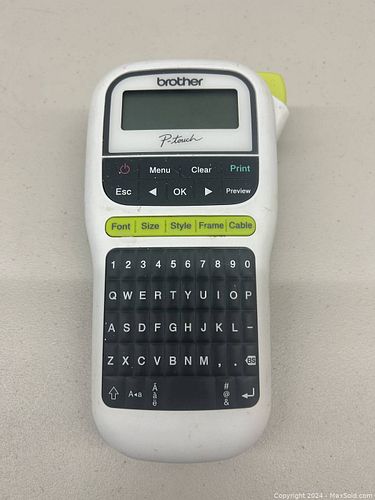 brother
P-touch
Menu Clear Print
Esc ◀ OK ▶ Preview
Font Size Style Frame Cable
1 2 3 4 5 6 7 8 9 0
Q W E R T Y U I O P
A S D F G H J K L -
Z X C V B N M , . BS
A◂a Á ä ë # @ &
Copyright 2024 - MaxSold.com